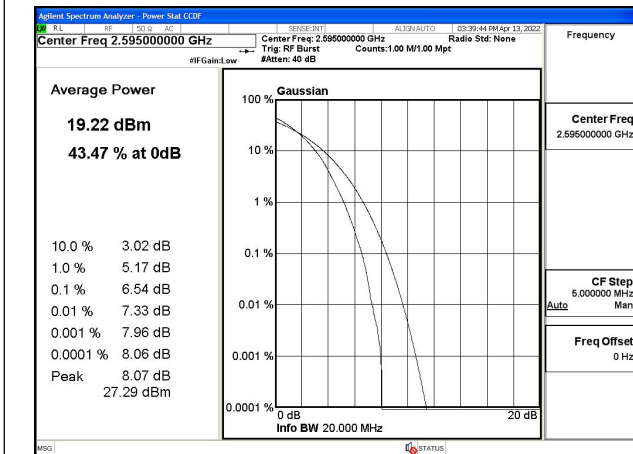 Agilent Spectrum Analyzer - Power Stat CCDF
RL RF 50 Ω AC SENSE:INT ALIGN AUTO 03:39:44 PM Apr 13, 2022
Center Freq 2.595000000 GHz
Center Freq: 2.595000000 GHz Radio Std: None
Trig: RF Burst Counts:1.00 M/1.00 Mpt
#IFGain:Low #Atten: 40 dB
Frequency
Average Power
19.22 dBm
43.47 % at 0dB
10.0 % 3.02 dB
1.0 % 5.17 dB
0.1 % 6.54 dB
0.01 % 7.33 dB
0.001 % 7.96 dB
0.0001 % 8.06 dB
Peak 8.07 dB
27.29 dBm
Gaussian
100 %
10 %
1 %
0.1 %
0.01 %
0.001 %
0.0001 %
0 dB 20 dB
Info BW 20.000 MHz
Center Freq
2.595000000 GHz
CF Step
5.000000 MHz
Auto Man
Freq Offset
0 Hz
MSG STATUS